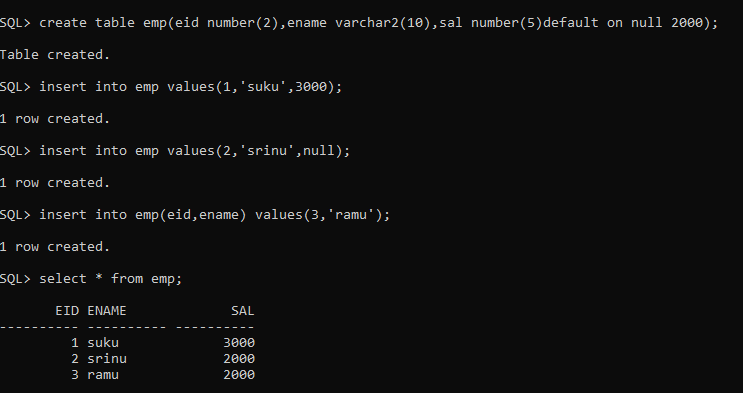 SQL> create table emp(eid number(2),ename varchar2(10),sal number(5)default on null 2000);
Table created.
SQL> insert into emp values(1,'suku',3000);
1 row created.
SQL> insert into emp values(2,'srinu',null);
1 row created.
SQL> insert into emp(eid,ename) values(3,'ramu');
1 row created.
SQL> select * from emp;
       EID ENAME             SAL
---------- ---------- ----------
         1 suku             3000
         2 srinu            2000
         3 ramu             2000